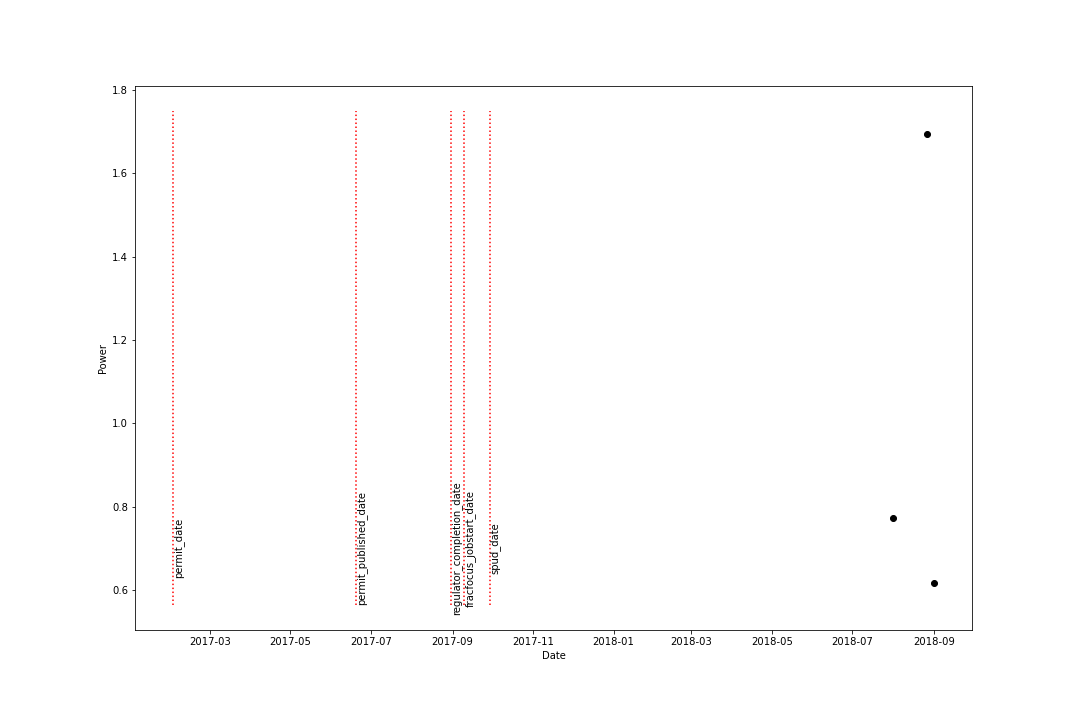 1.8
1.6
1.4
1.2
1.0
0.8
0.6
Power
permit_date
permit_published_date
regulator_completion_date
fracfocus_jobstart_date
spud_date
2017-03 2017-05 2017-07 2017-09 2017-11 2018-01 2018-03 2018-05 2018-07 2018-09
Date